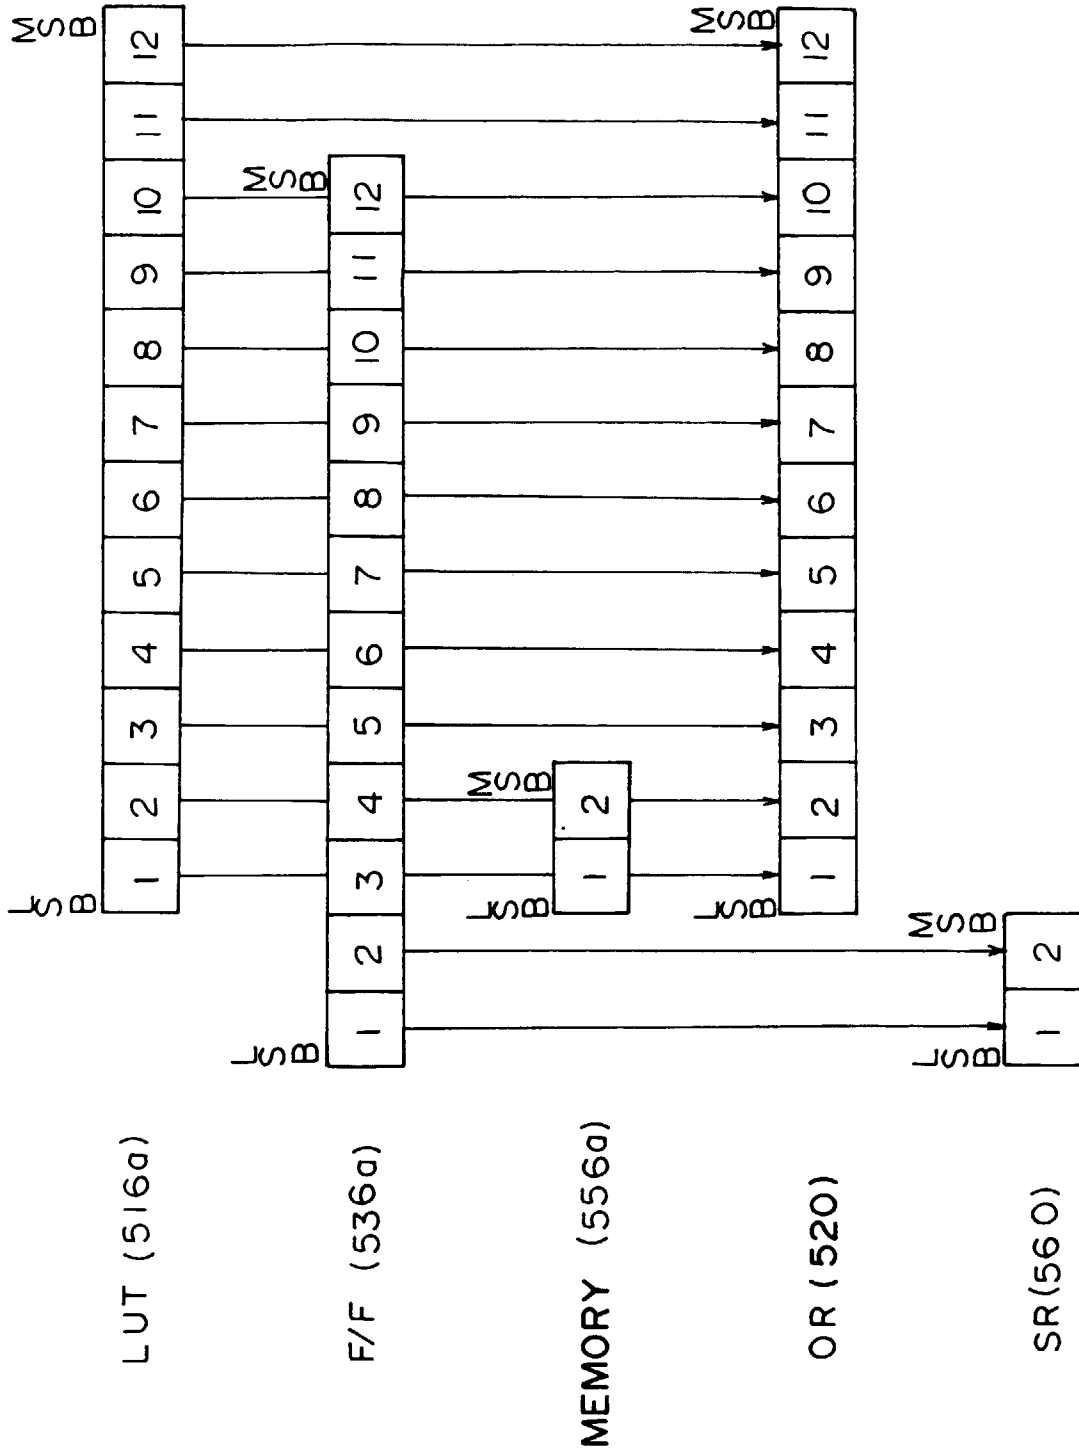 LSB MSB
LUT (516a) 1 2 3 4 5 6 7 8 9 10 11 12
LSB MSB
F/F (536a) 1 2 3 4 5 6 7 8 9 10 11 12
LSB MSB
MEMORY (556a) 1 2
LSB MSB
OR (520) 1 2 3 4 5 6 7 8 9 10 11 12
LSB MSB
SR(560) 1 2